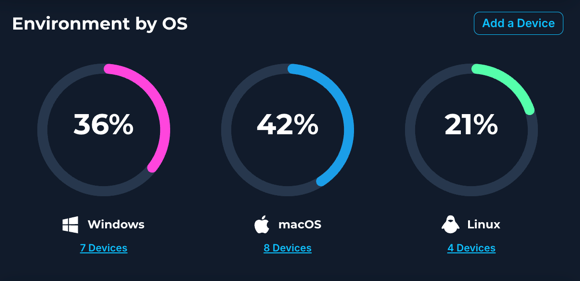 Environment by OS
Add a Device
36%
42%
21%
Windows
macOS
Linux
7 Devices
8 Devices
4 Devices